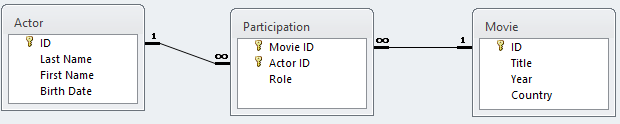 Actor
ID
Last Name
First Name
Birth Date
1
∞
Participation
Movie ID
Actor ID
Role
∞
1
Movie
ID
Title
Year
Country